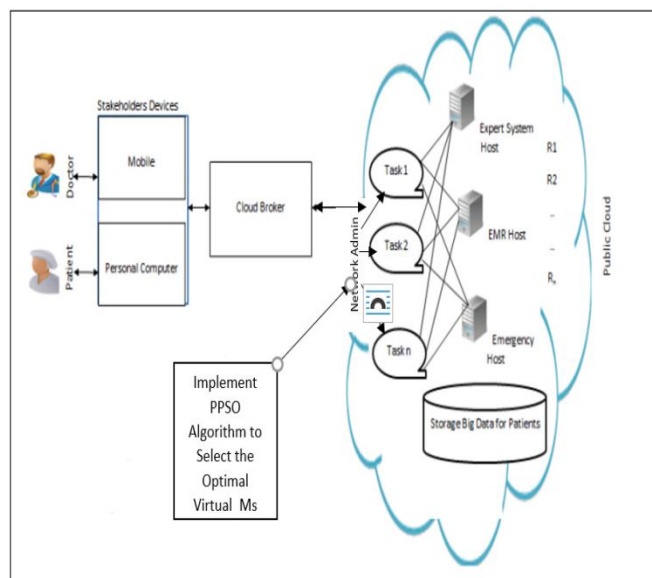 Stakeholders Devices
Doctor
Mobile
Patient
Personal Computer
Cloud Broker
Network Admin
Task 1
Task 2
Task n
Expert System
Host
EMR Host
Emergency
Host
R1
R2
..
..
Rn
Public Cloud
Storage Big Data for Patients
Implement
PPSO
Algorithm to
Select the
Optimal
Virtual Ms